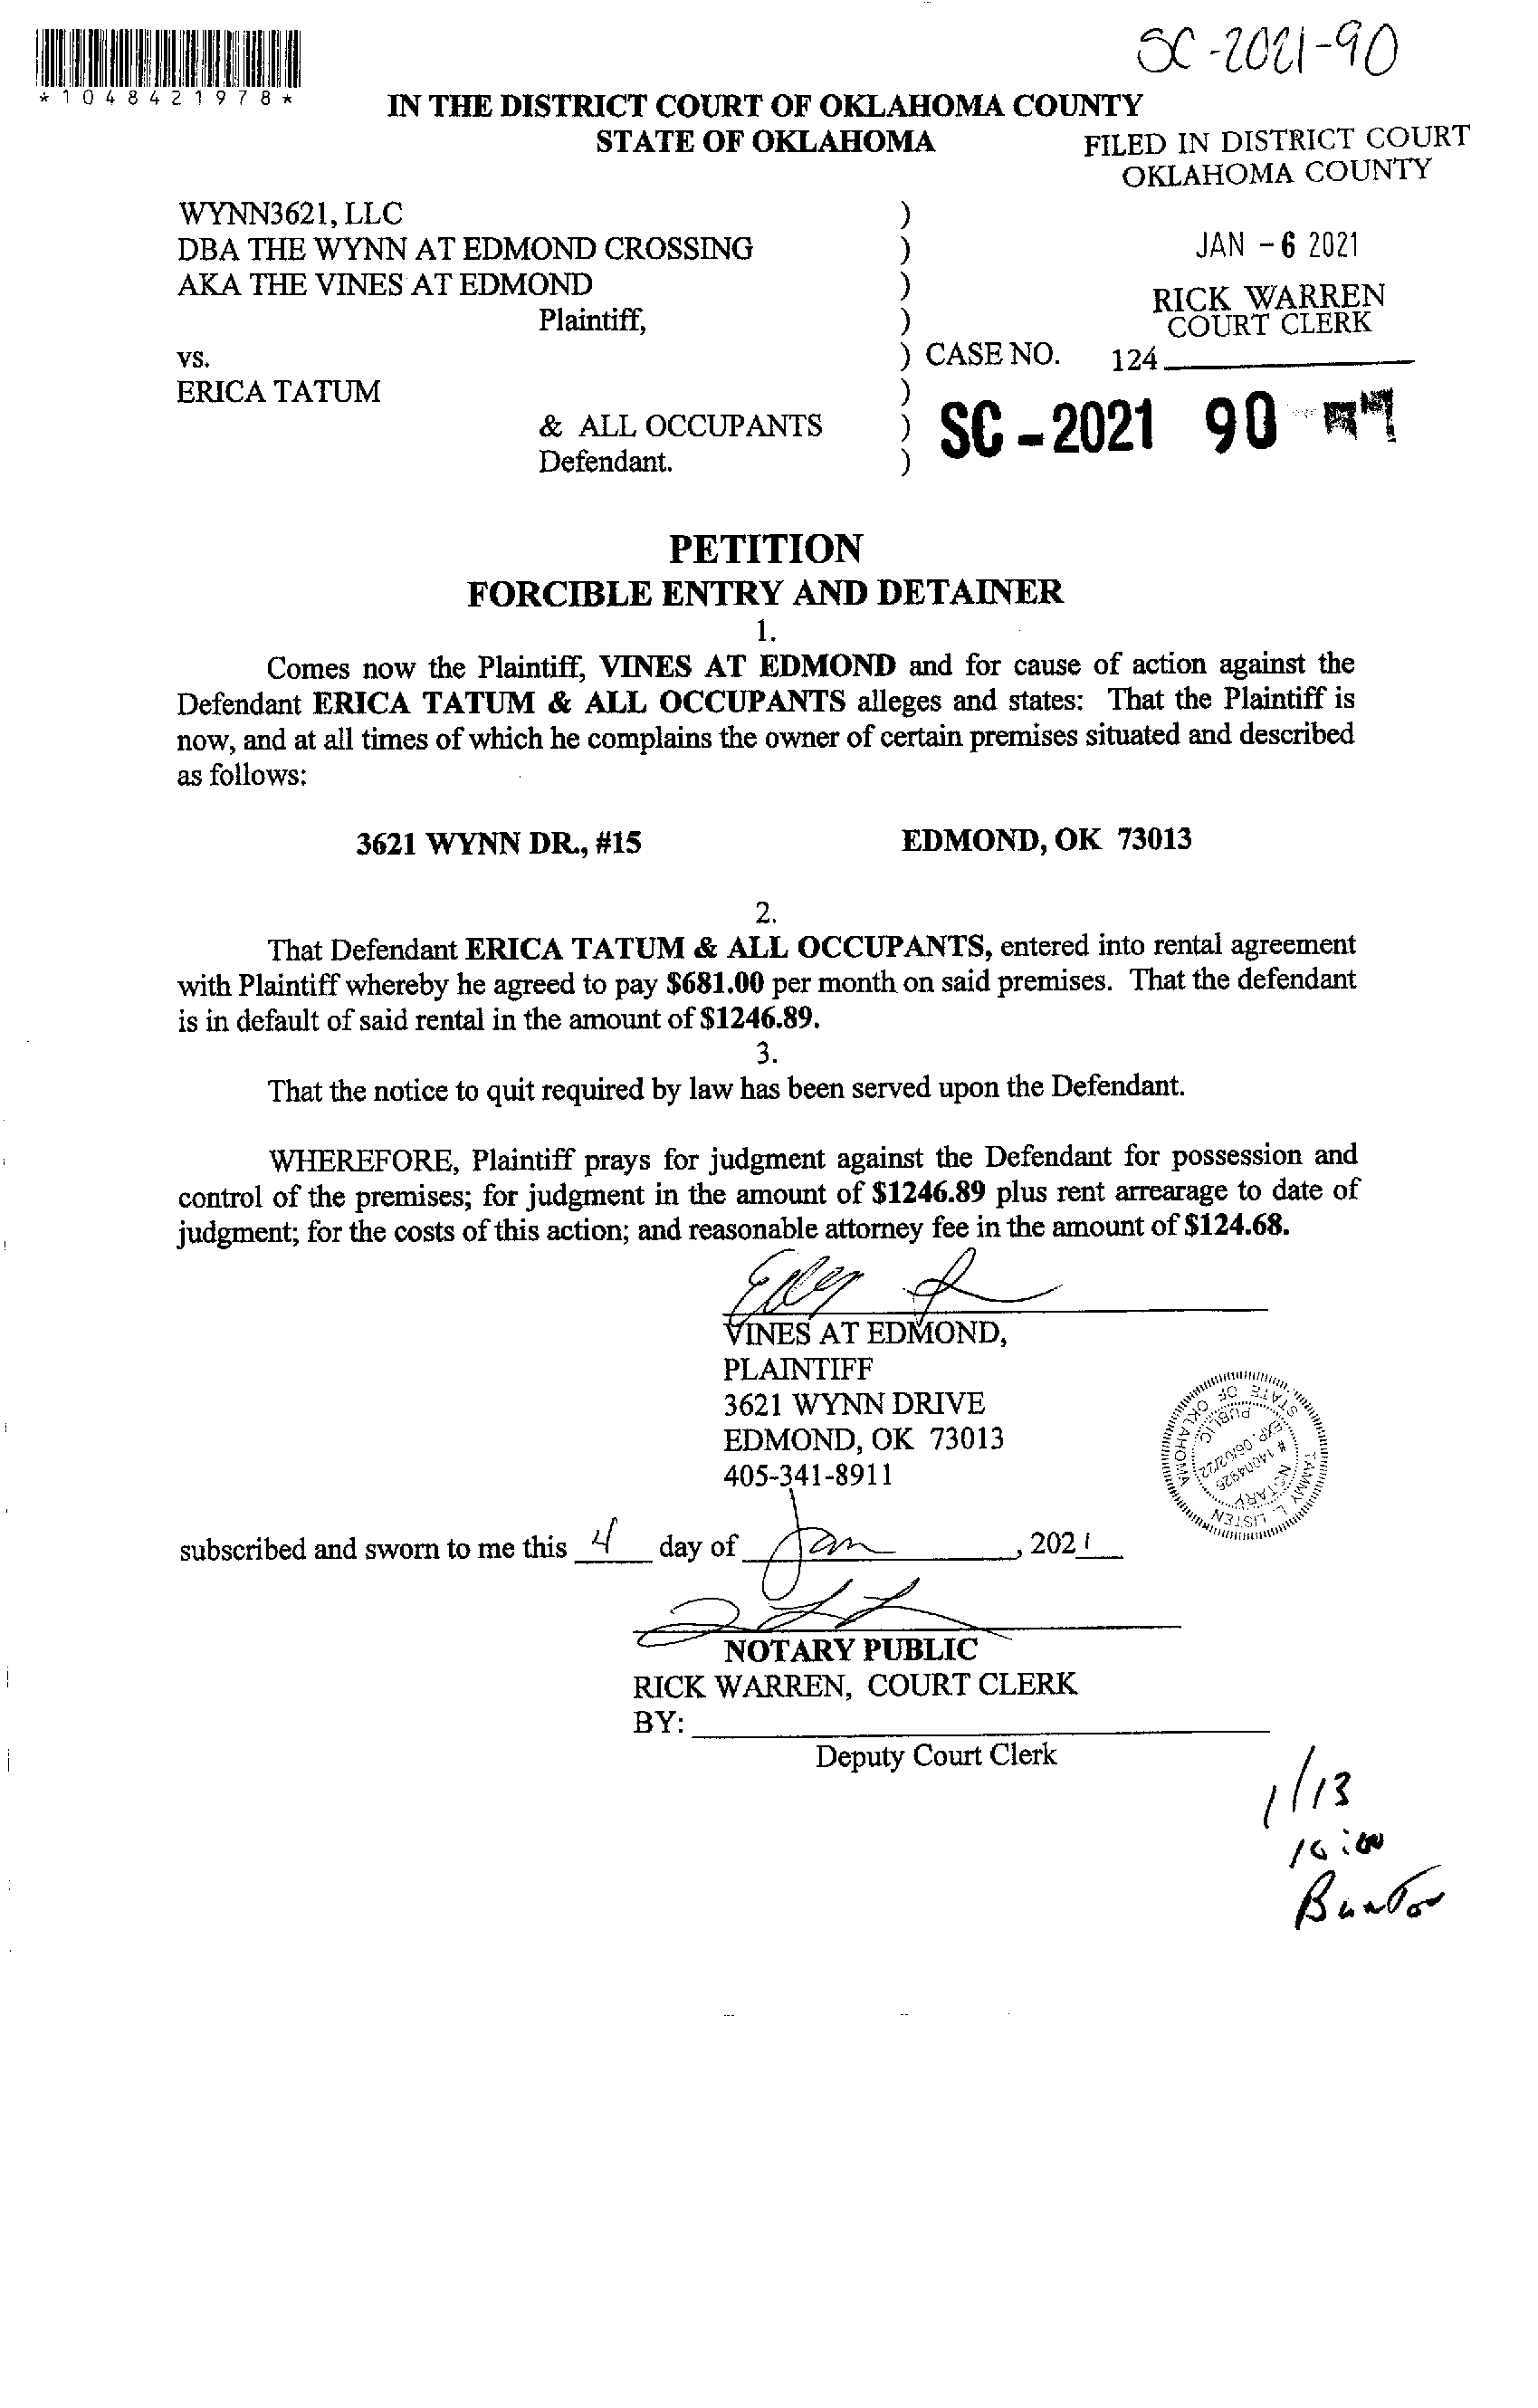 SC-2021-90
*1048421978*
IN THE DISTRICT COURT OF OKLAHOMA COUNTY
STATE OF OKLAHOMA
FILED IN DISTRICT COURT
OKLAHOMA COUNTY
WYNN3621, LLC )
DBA THE WYNN AT EDMOND CROSSING )
JAN - 6 2021
AKA THE VINES AT EDMOND )
RICK WARREN
Plaintiff, )
COURT CLERK
vs. ) CASE NO. 124
ERICA TATUM )
& ALL OCCUPANTS ) SC - 2021 90
Defendant. )
PETITION
FORCIBLE ENTRY AND DETAINER
1.
Comes now the Plaintiff, VINES AT EDMOND and for cause of action against the
Defendant ERICA TATUM & ALL OCCUPANTS alleges and states: That the Plaintiff is
now, and at all times of which he complains the owner of certain premises situated and described
as follows:
3621 WYNN DR., #15 EDMOND, OK 73013
2.
That Defendant ERICA TATUM & ALL OCCUPANTS, entered into rental agreement
with Plaintiff whereby he agreed to pay $681.00 per month on said premises. That the defendant
is in default of said rental in the amount of $1246.89.
3.
That the notice to quit required by law has been served upon the Defendant.
WHEREFORE, Plaintiff prays for judgment against the Defendant for possession and
control of the premises; for judgment in the amount of $1246.89 plus rent arrearage to date of
judgment; for the costs of this action; and reasonable attorney fee in the amount of $124.68.
VINES AT EDMOND,
PLAINTIFF
3621 WYNN DRIVE
EDMOND, OK 73013
405-341-8911
TAMMY L. LISTEN
STATE OF OKLAHOMA
NOTARY PUBLIC
# 14004925
EXP. 06/02/22
subscribed and sworn to me this 4 day of Jan, 2021
NOTARY PUBLIC
RICK WARREN, COURT CLERK
BY:
Deputy Court Clerk
1/13